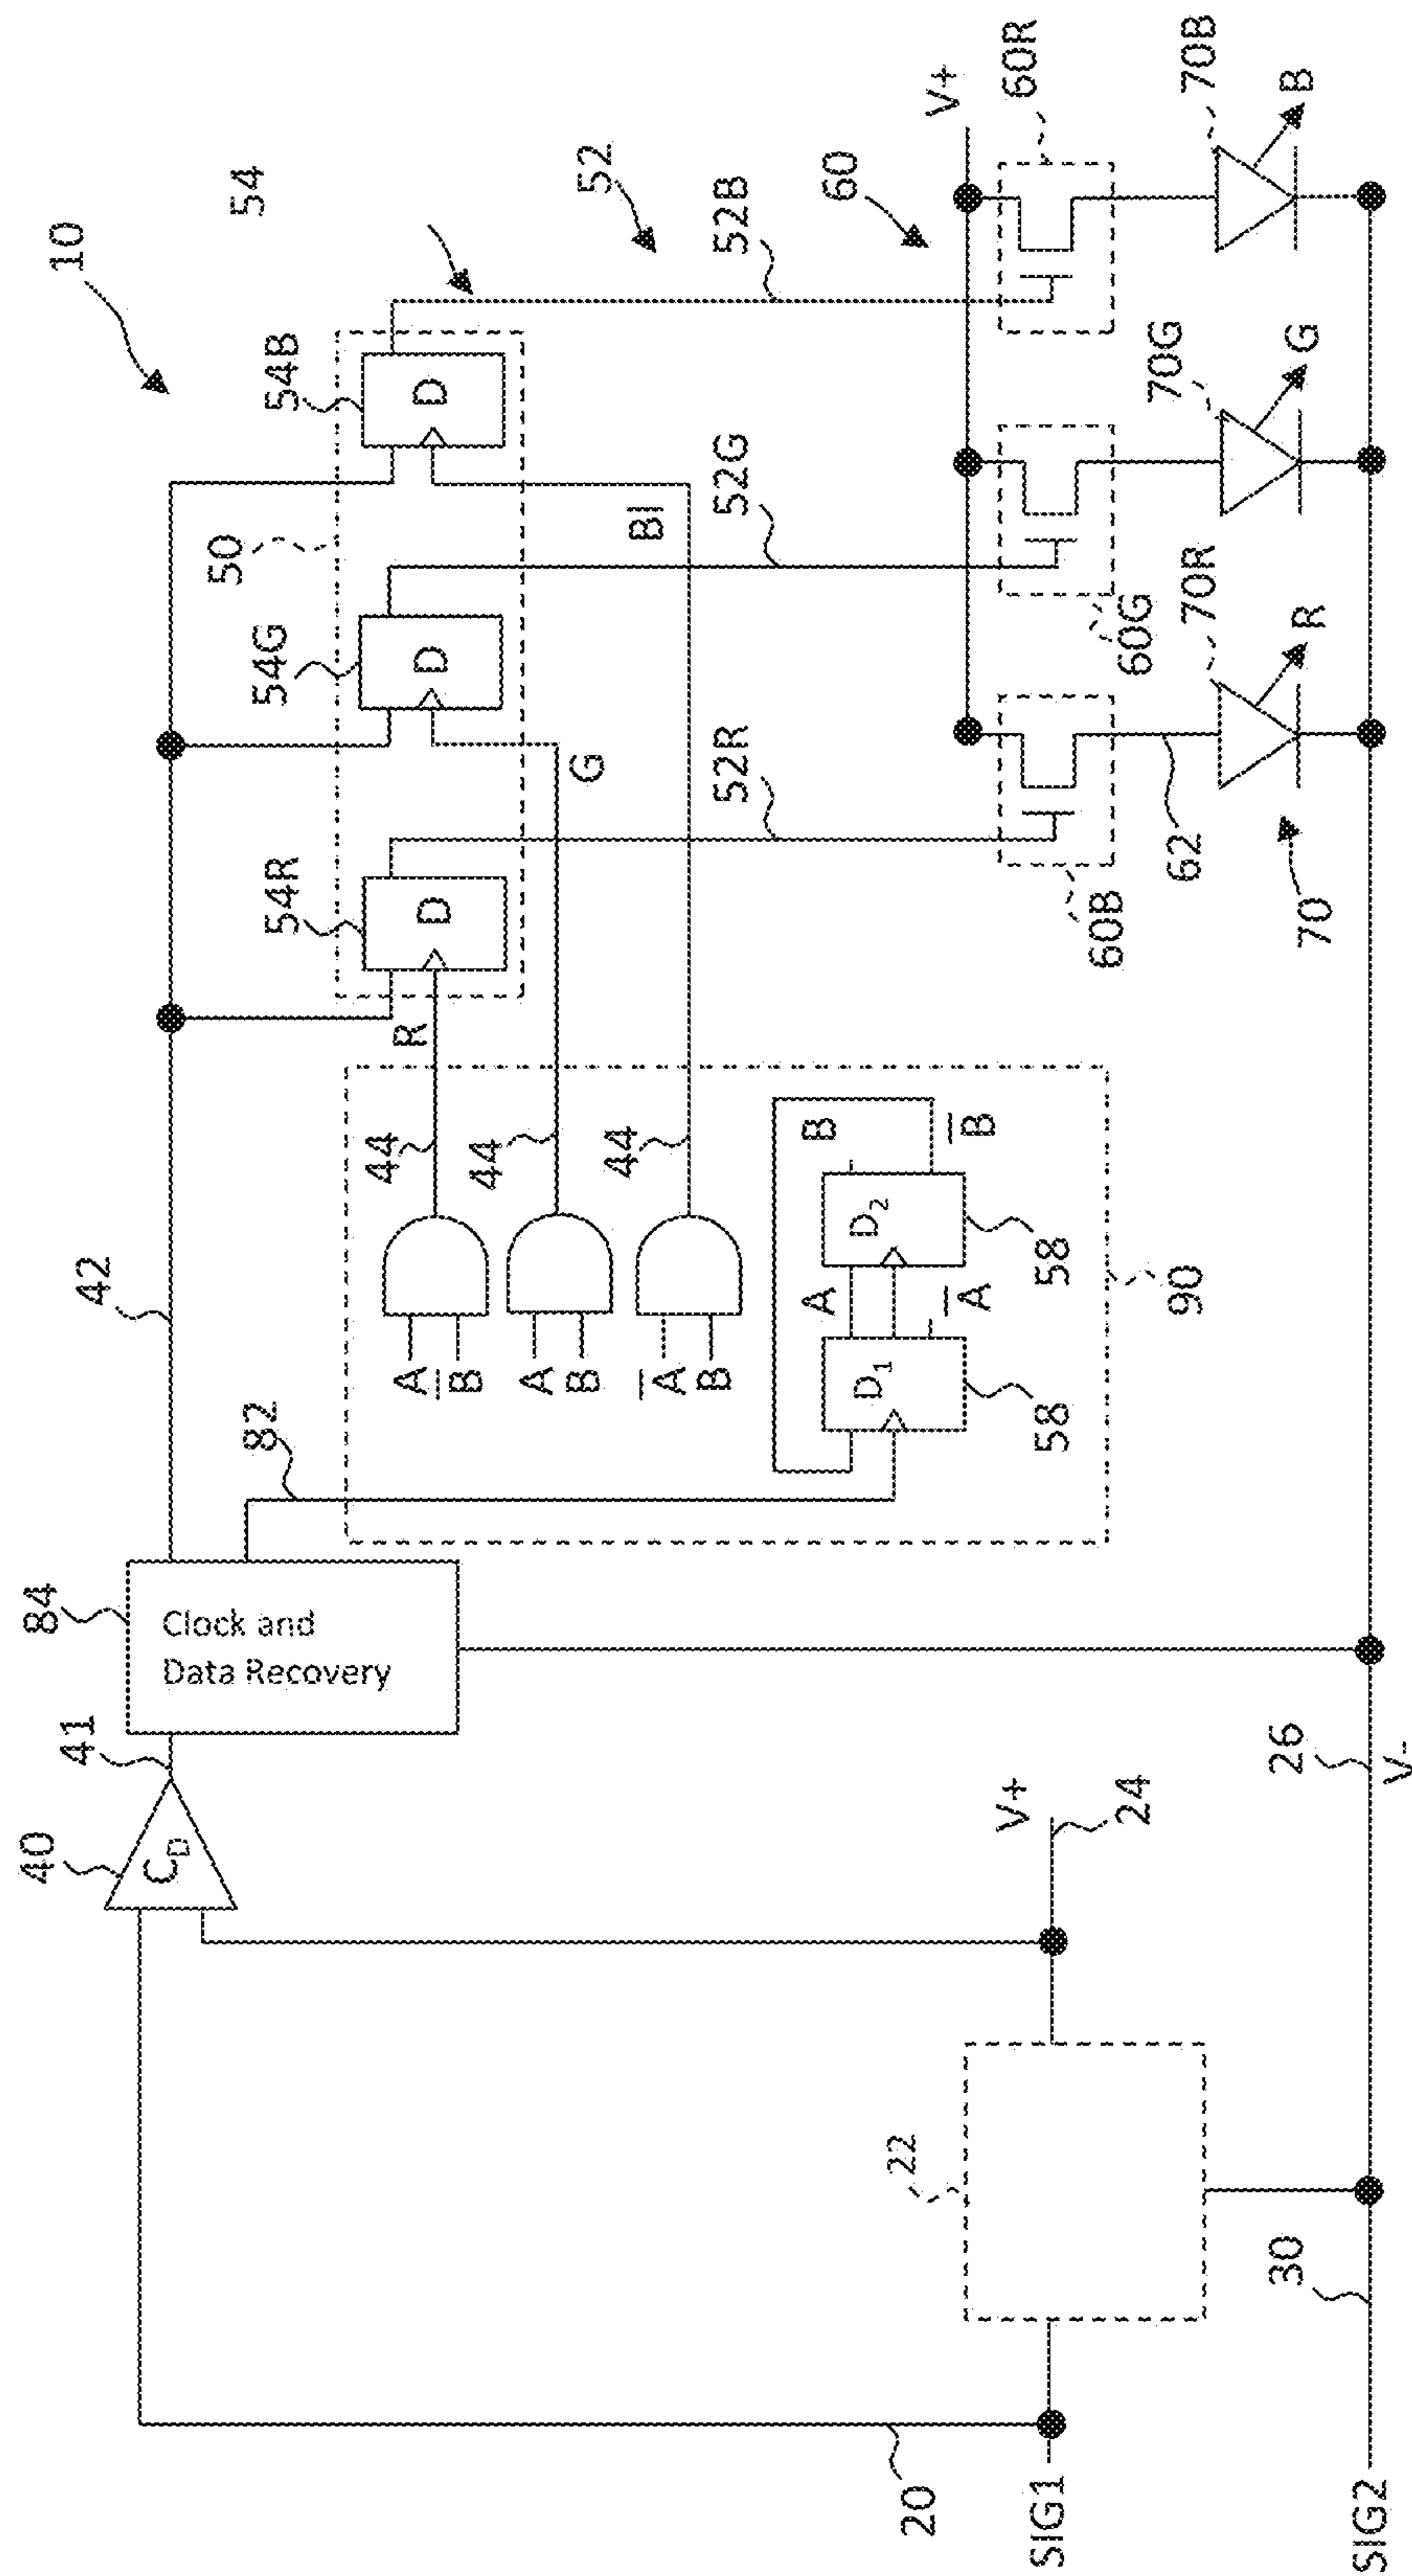 10
54
52
60
V+
60R
52B
70B
B
54B
D
50
54G
D
54R
D
G
BI
52G
60G
70G
G
R
52R
60B
62
70R
R
70
42
44
44
44
A
B
A
B
A
B
82
D1
D2
A
A
B
B
58
58
90
84
Clock and
Data Recovery
41
40
CD
V+
24
26
V-
22
30
20
SIG1
SIG2